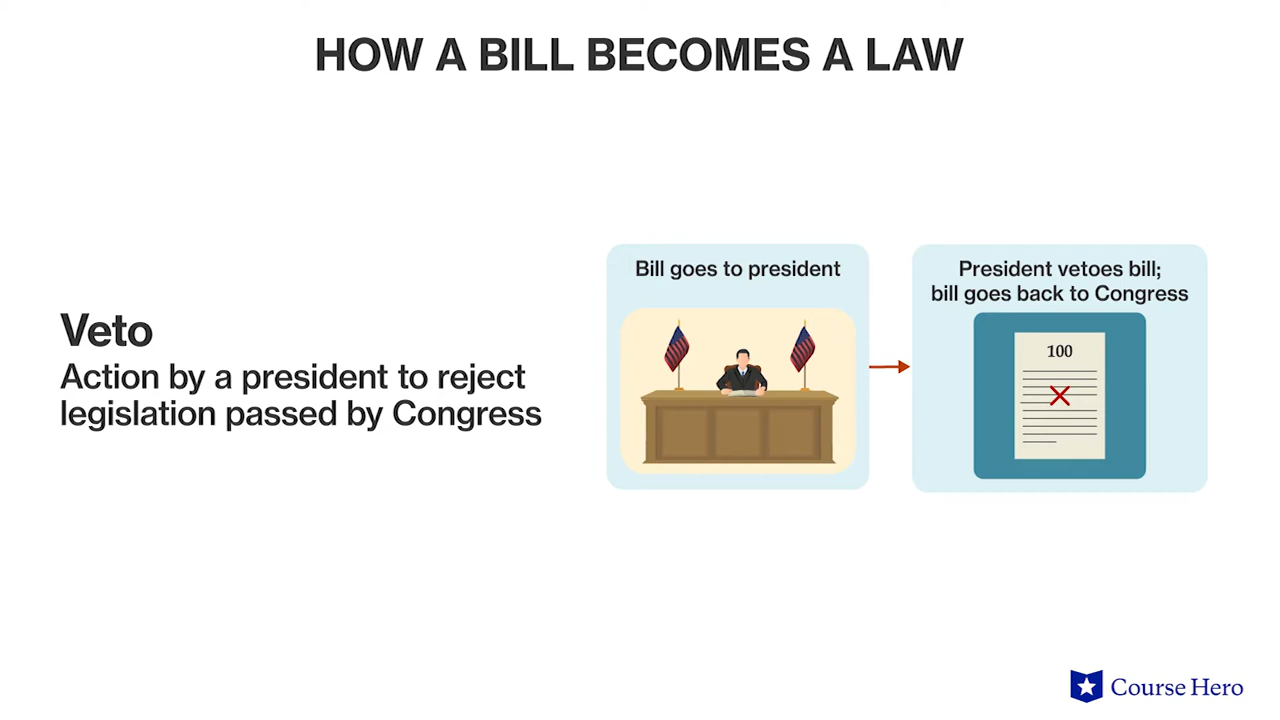 HOW A BILL BECOMES A LAW
Veto
Action by a president to reject
legislation passed by Congress
Bill goes to president
President vetoes bill;
bill goes back to Congress
100
Course Hero